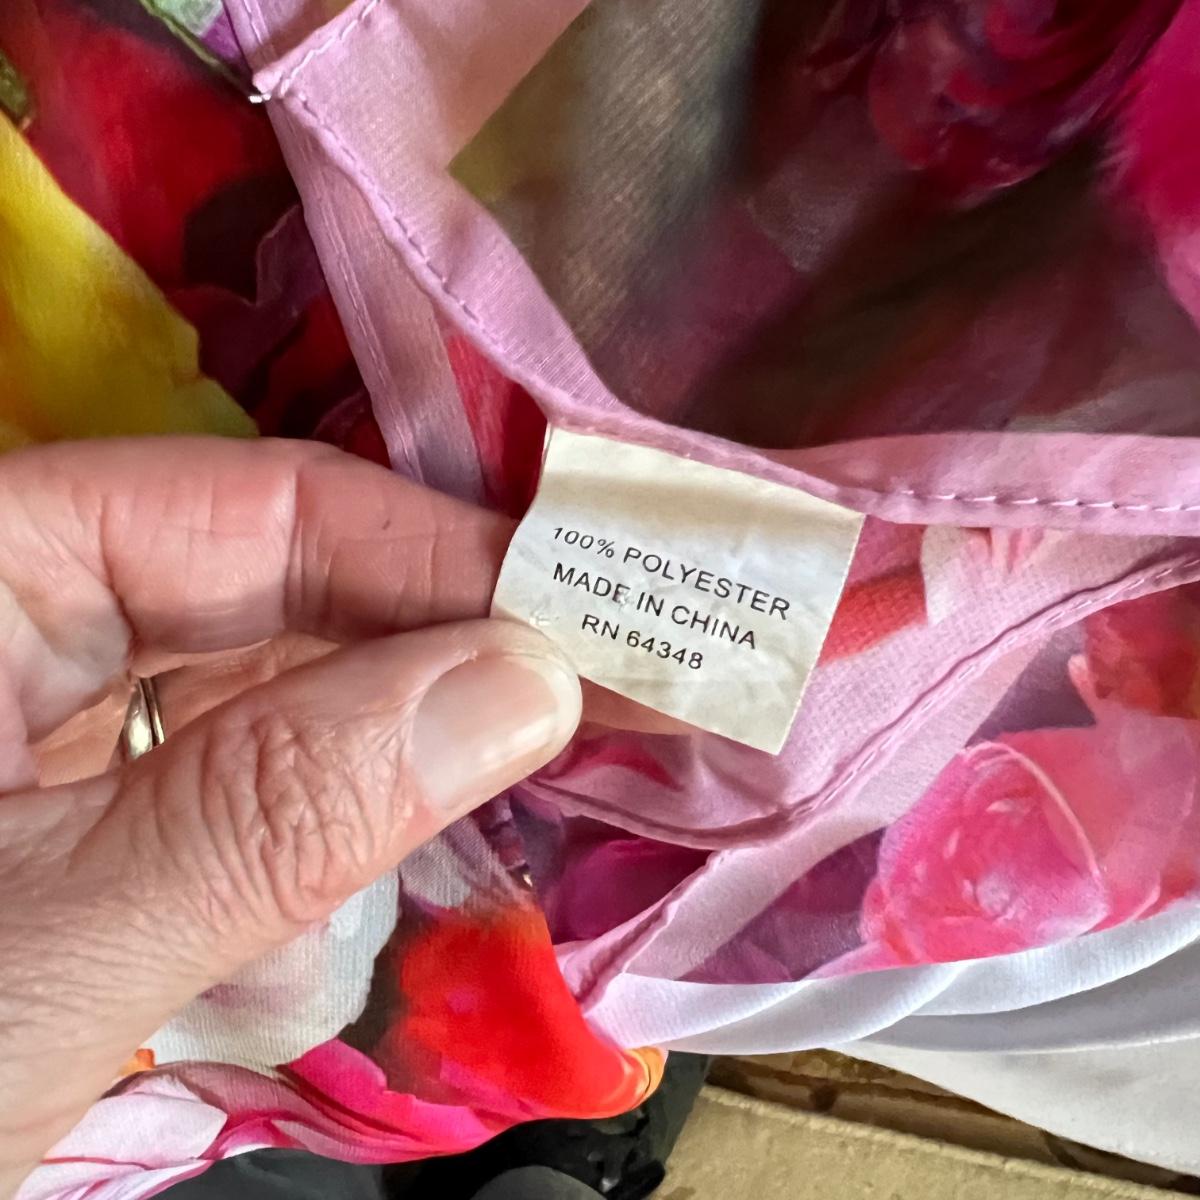 100% POLYESTER
MADE IN CHINA
RN 64348